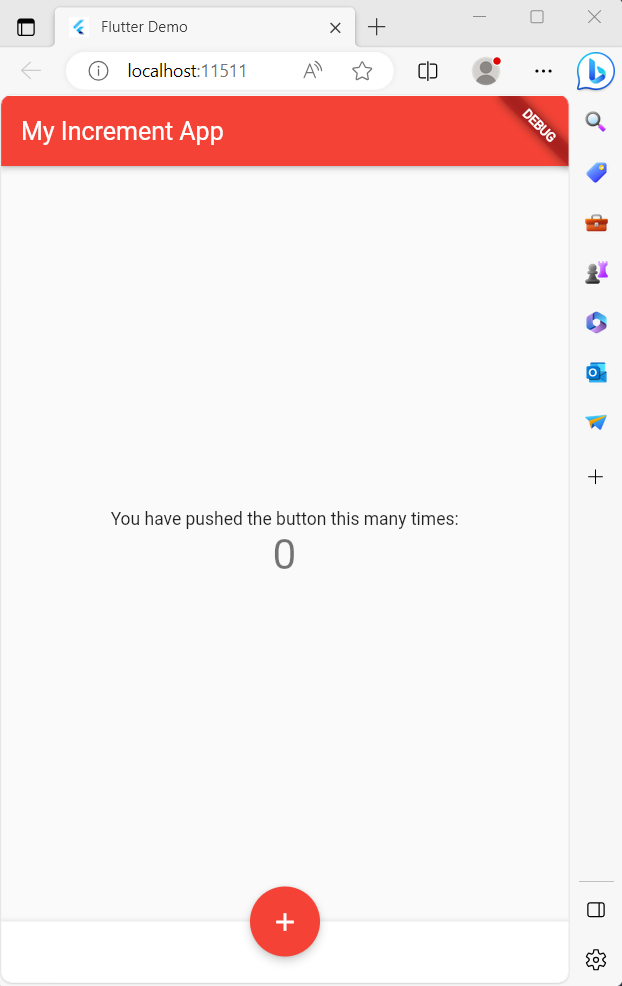 Flutter Demo
localhost:11511
My Increment App
DEBUG
You have pushed the button this many times:
0